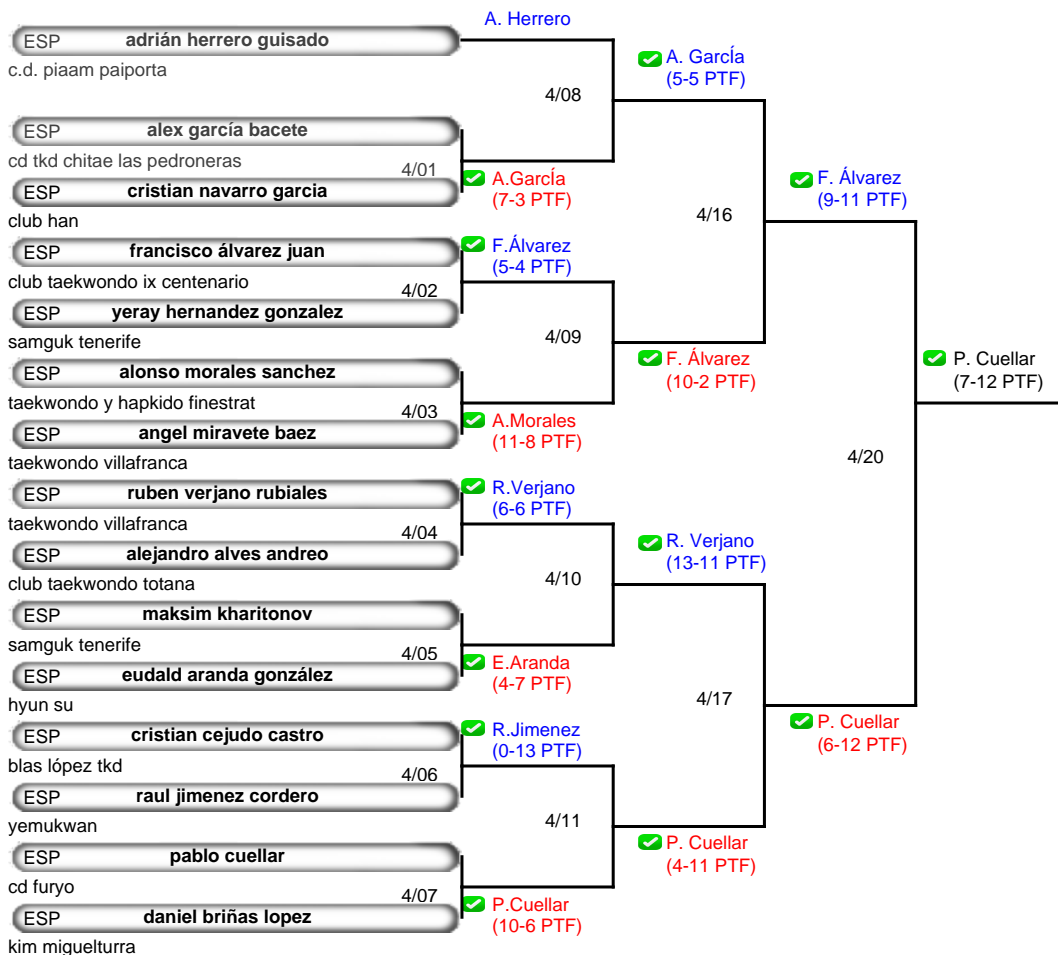 A. Herrero
ESP adrián herrero guisado
c.d. piaam paiporta
A. García
(5-5 PTF)
4/08
ESP alex garcía bacete
cd tkd chitae las pedroneras
4/01
ESP cristian navarro garcia
club han
A.García
(7-3 PTF)
F. Álvarez
(9-11 PTF)
4/16
ESP francisco álvarez juan
club taekwondo ix centenario
F.Álvarez
(5-4 PTF)
4/02
ESP yeray hernandez gonzalez
samguk tenerife
4/09
ESP alonso morales sanchez
taekwondo y hapkido finestrat
F. Álvarez
(10-2 PTF)
P. Cuellar
(7-12 PTF)
4/03
ESP angel miravete baez
taekwondo villafranca
A.Morales
(11-8 PTF)
4/20
ESP ruben verjano rubiales
taekwondo villafranca
R.Verjano
(6-6 PTF)
4/04
ESP alejandro alves andreo
club taekwondo totana
R. Verjano
(13-11 PTF)
4/10
ESP maksim kharitonov
samguk tenerife
4/05
ESP eudald aranda gonzález
hyun su
E.Aranda
(4-7 PTF)
4/17
ESP cristian cejudo castro
blas lópez tkd
R.Jimenez
(0-13 PTF)
P. Cuellar
(6-12 PTF)
4/06
ESP raul jimenez cordero
yemukwan
4/11
ESP pablo cuellar
cd furyo
P. Cuellar
(4-11 PTF)
4/07
ESP daniel briñas lopez
kim miguelturra
P.Cuellar
(10-6 PTF)